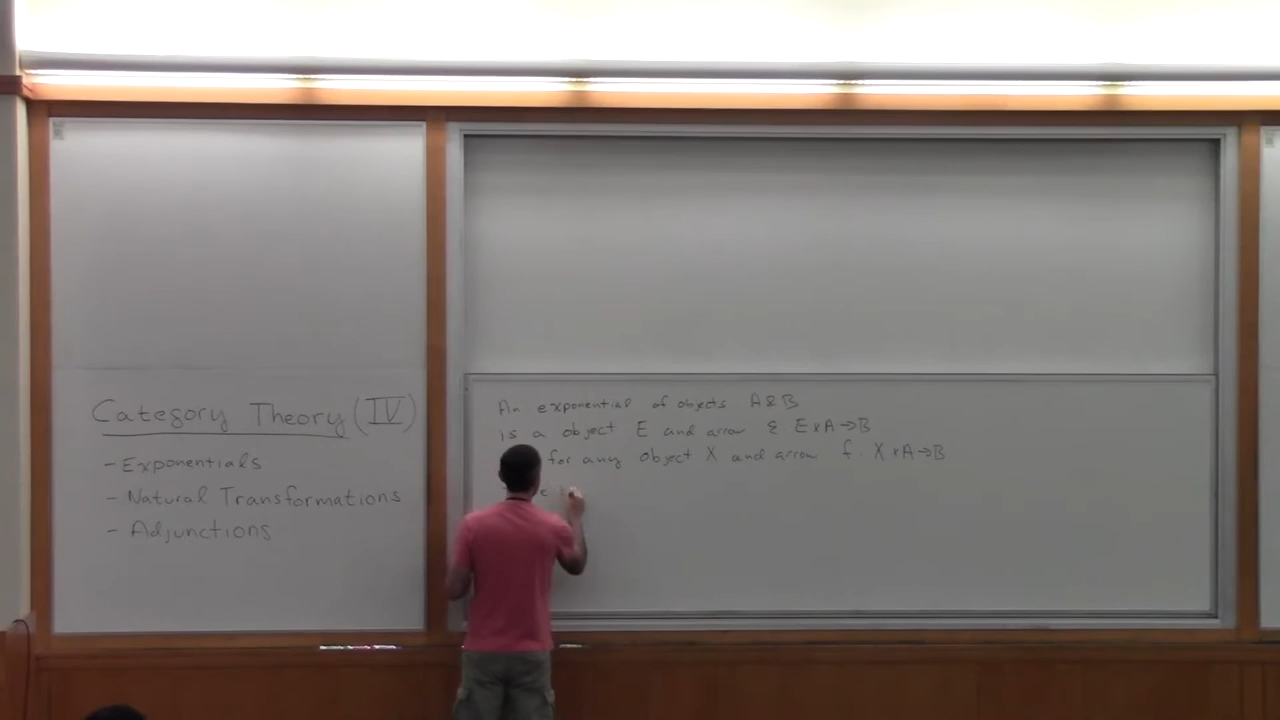 Category Theory (IV)
- Exponentials
- Natural Transformations
- Adjunctions
An exponential of objects A & B
is a object E and arrow ε: E×A→B
for any object X and arrow f: X×A→B